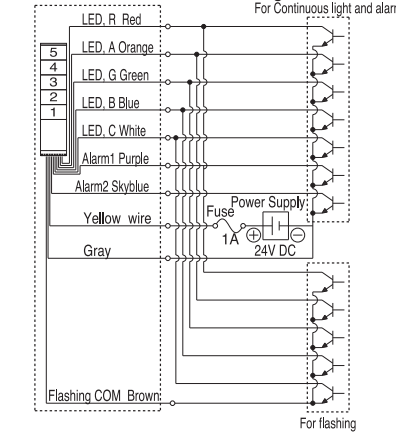 For Continuous light and alarm
LED, R Red
LED, A Orange
LED, G Green
LED, B Blue
LED, C White
Alarm1 Purple
Alarm2 Skyblue
Yellow wire
Gray
5
4
3
2
1
Fuse
1A
Power Supply
+
−
24V DC
Flashing COM Brown
For flashing